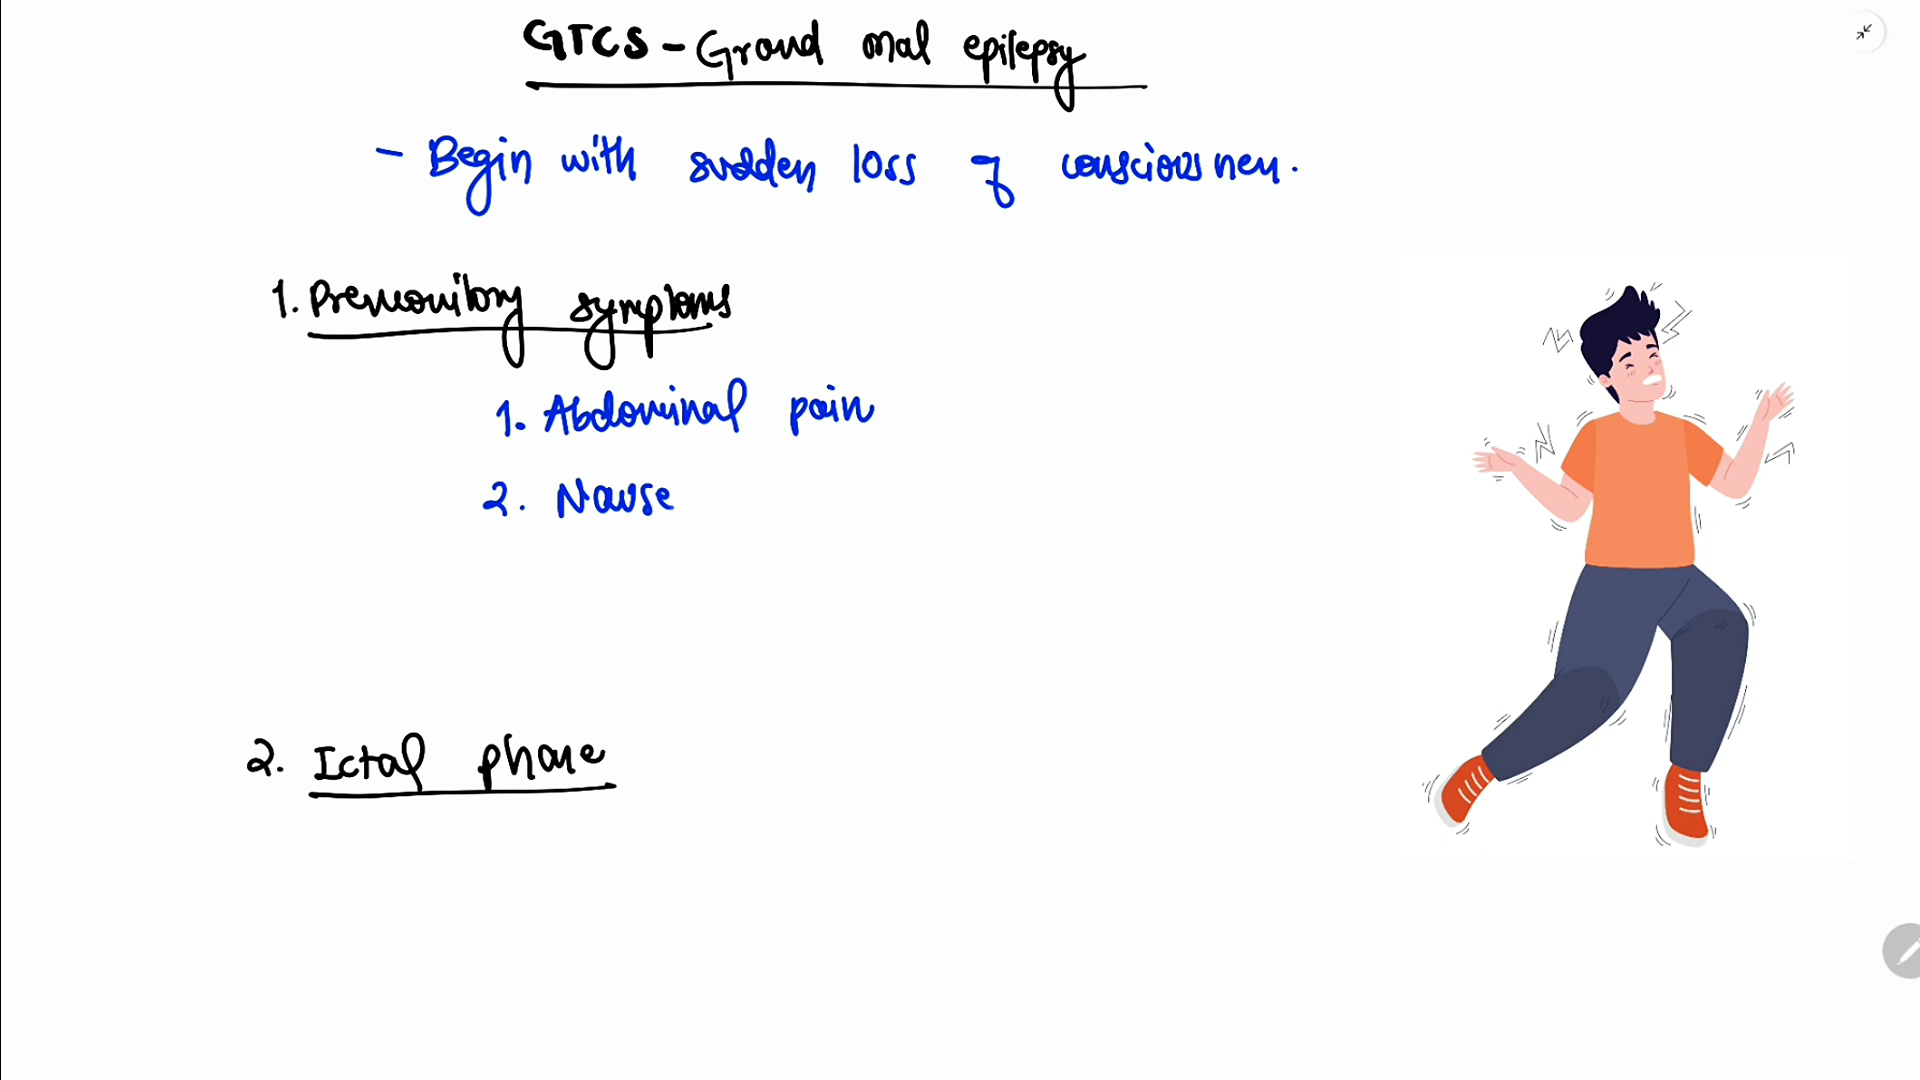 GTCS - Grand mal epilepsy
- Begin with sudden loss of consciousness.
1. Premonitory symptoms
1. Abdominal pain
2. Nause
2. Ictal phase